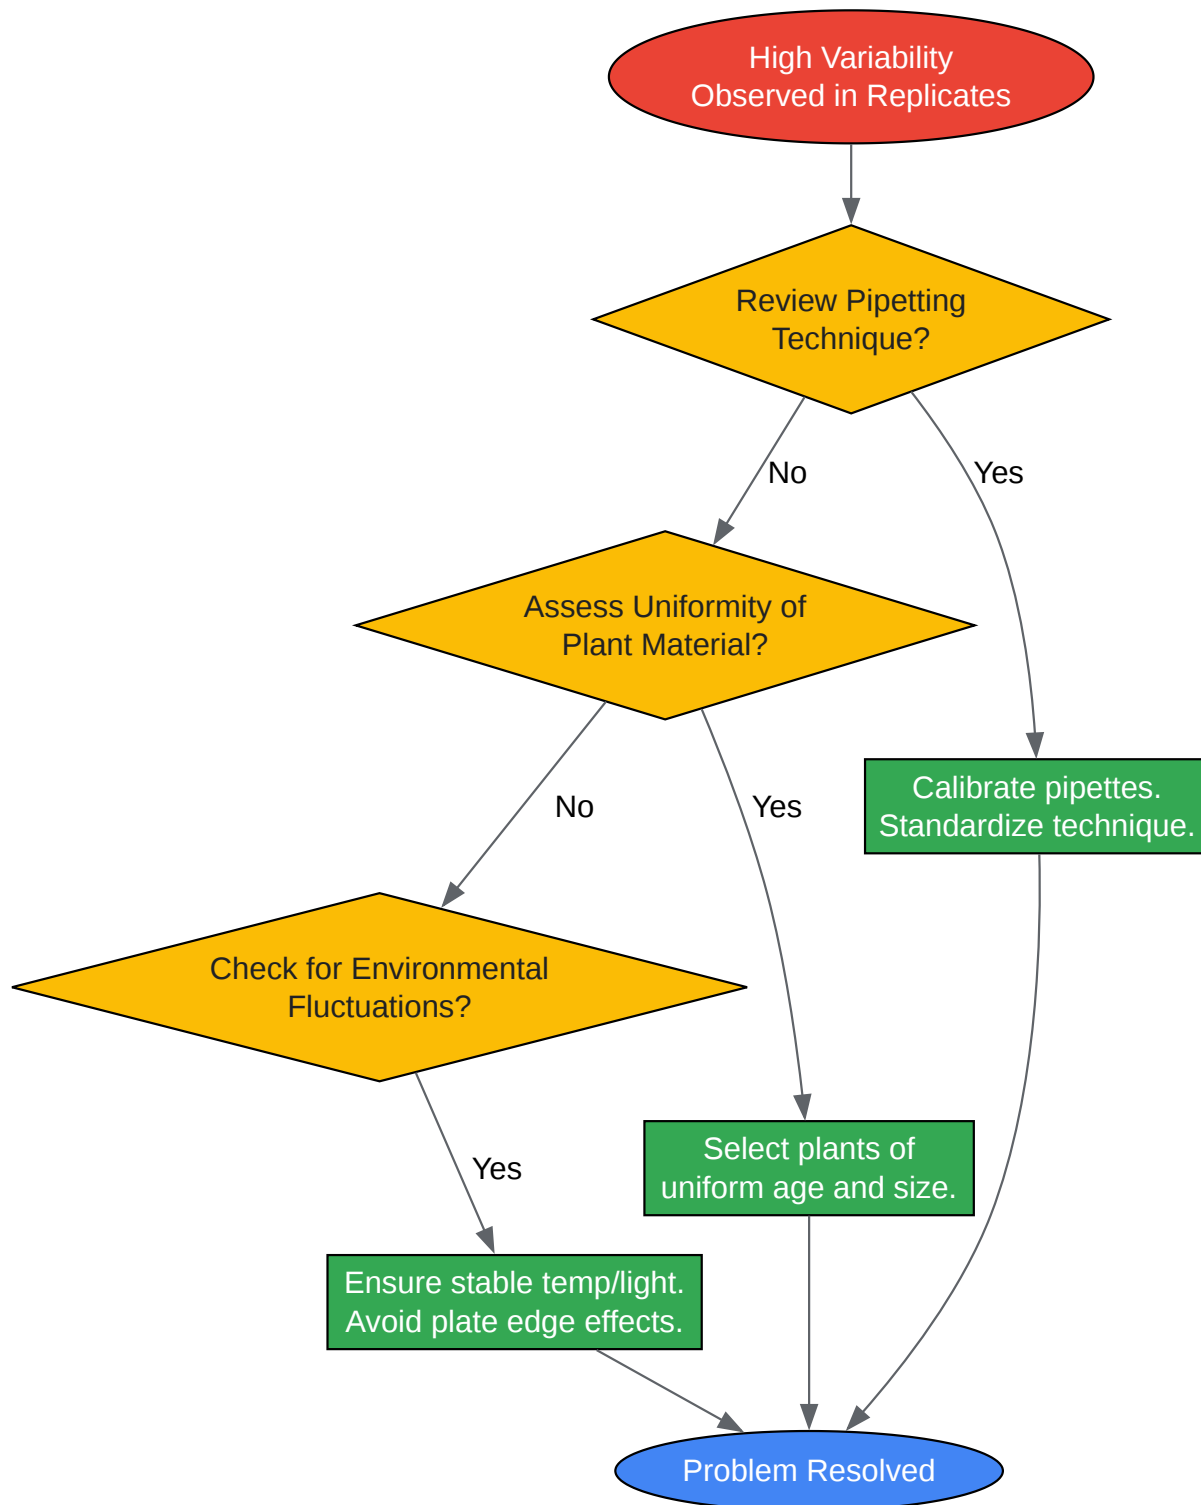 High Variability
Observed in Replicates
Review Pipetting
Technique?
No
Yes
Assess Uniformity of
Plant Material?
Calibrate pipettes.
Standardize technique.
No
Yes
Check for Environmental
Fluctuations?
Select plants of
uniform age and size.
Yes
Ensure stable temp/light.
Avoid plate edge effects.
Problem Resolved